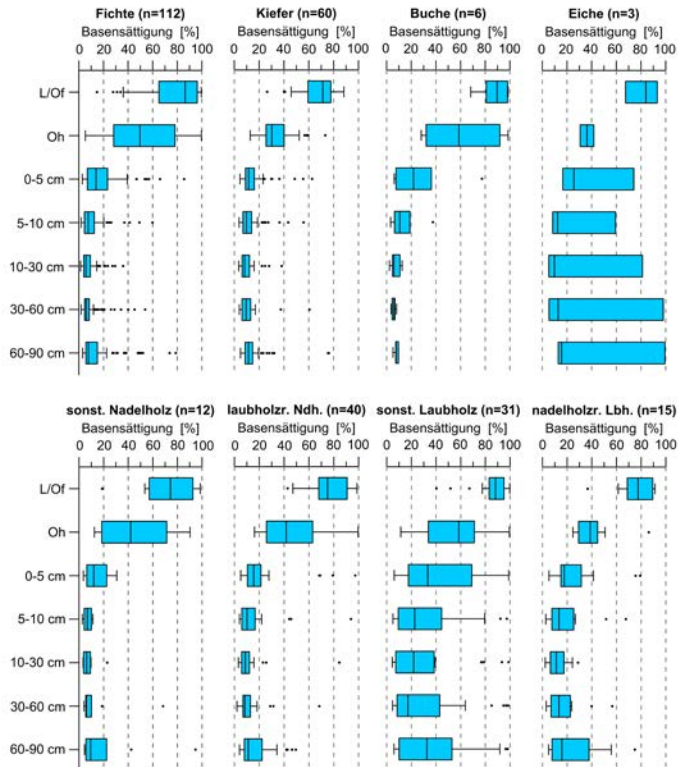 Fichte (n=112) Kiefer (n=60) Buche (n=6) Eiche (n=3)
Basensättigung [%] Basensättigung [%] Basensättigung [%] Basensättigung [%]
0 20 40 60 80 100 0 20 40 60 80 100 0 20 40 60 80 100 0 20 40 60 80 100
L/Of
Oh
0-5 cm
5-10 cm
10-30 cm
30-60 cm
60-90 cm
sonst. Nadelholz (n=12) laubholzr. Ndh. (n=40) sonst. Laubholz (n=31) nadelholzr. Lbh. (n=15)
Basensättigung [%] Basensättigung [%] Basensättigung [%] Basensättigung [%]
0 20 40 60 80 100 0 20 40 60 80 100 0 20 40 60 80 100 0 20 40 60 80 100
L/Of
Oh
0-5 cm
5-10 cm
10-30 cm
30-60 cm
60-90 cm